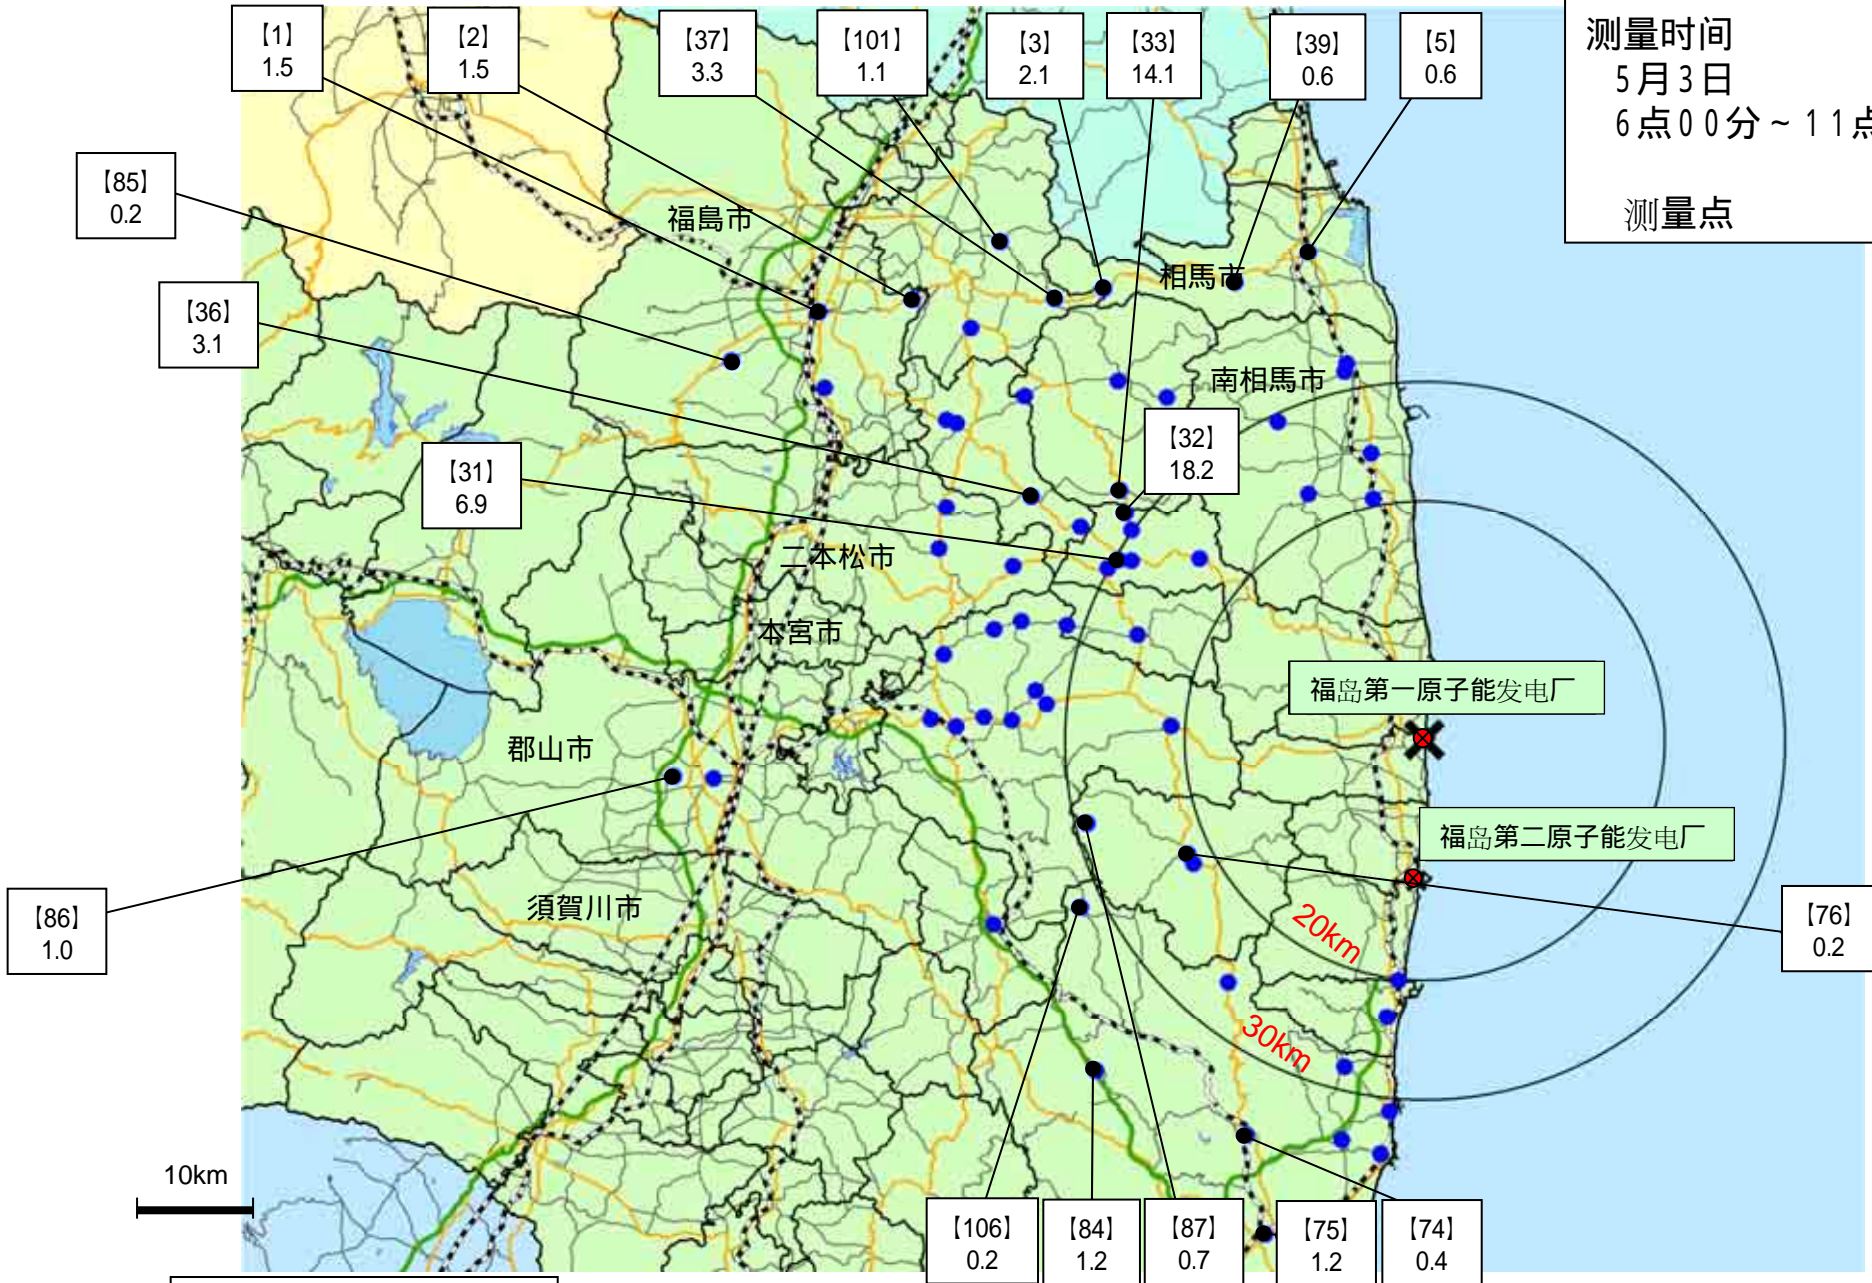 【1】
1.5
【2】
1.5
【37】
3.3
【101】
1.1
【3】
2.1
【33】
14.1
【39】
0.6
【5】
0.6
测量时间
5月3日
6点00分~11点
测量点
【85】
0.2
福島市
相馬市
【36】
3.1
南相馬市
【32】
18.2
【31】
6.9
二本松市
本宮市
福岛第一原子能发电厂
郡山市
福岛第二原子能发电厂
須賀川市
【86】
1.0
20km
【76】
0.2
30km
10km
【106】
0.2
【84】
1.2
【87】
0.7
【75】
1.2
【74】
0.4